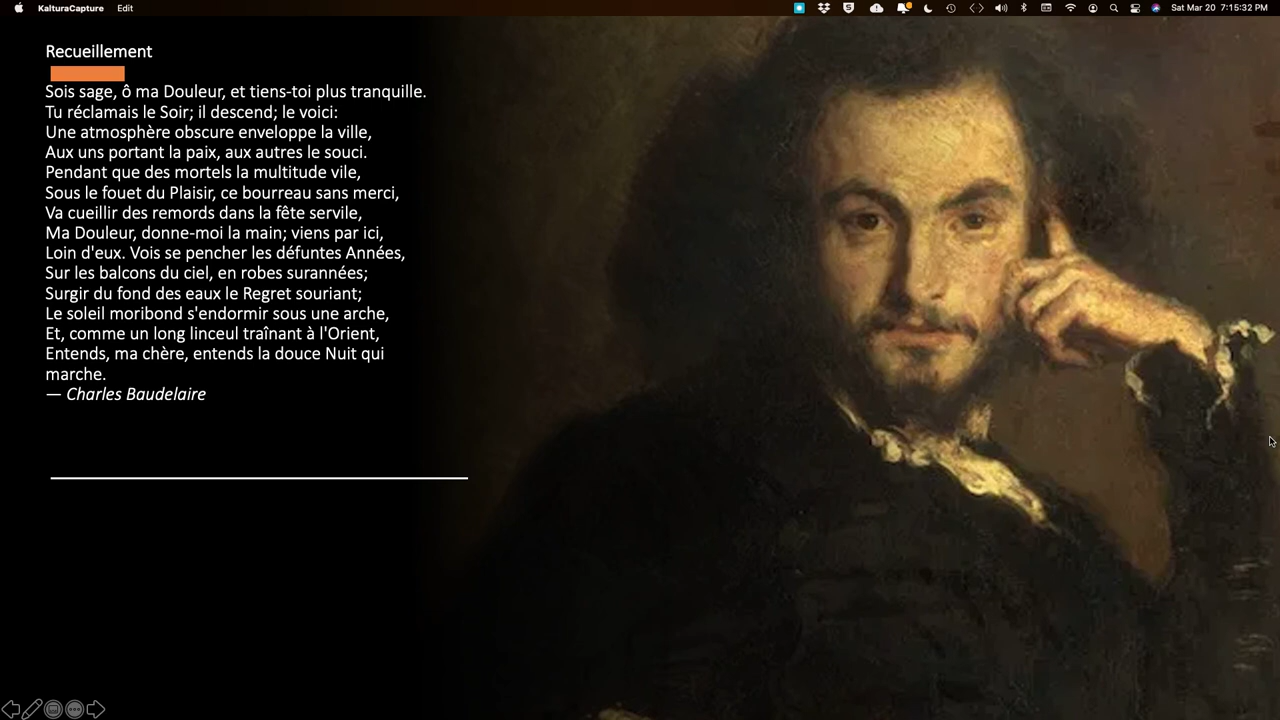 KalturaCapture Edit Sat Mar 20 7:15:32 PM
Recueillement
Sois sage, ô ma Douleur, et tiens-toi plus tranquille.
Tu réclamais le Soir; il descend; le voici:
Une atmosphère obscure enveloppe la ville,
Aux uns portant la paix, aux autres le souci.
Pendant que des mortels la multitude vile,
Sous le fouet du Plaisir, ce bourreau sans merci,
Va cueillir des remords dans la fête servile,
Ma Douleur, donne-moi la main; viens par ici,
Loin d'eux. Vois se pencher les défuntes Années,
Sur les balcons du ciel, en robes surannées;
Surgir du fond des eaux le Regret souriant;
Le soleil moribond s'endormir sous une arche,
Et, comme un long linceul traînant à l'Orient,
Entends, ma chère, entends la douce Nuit qui
marche.
— Charles Baudelaire